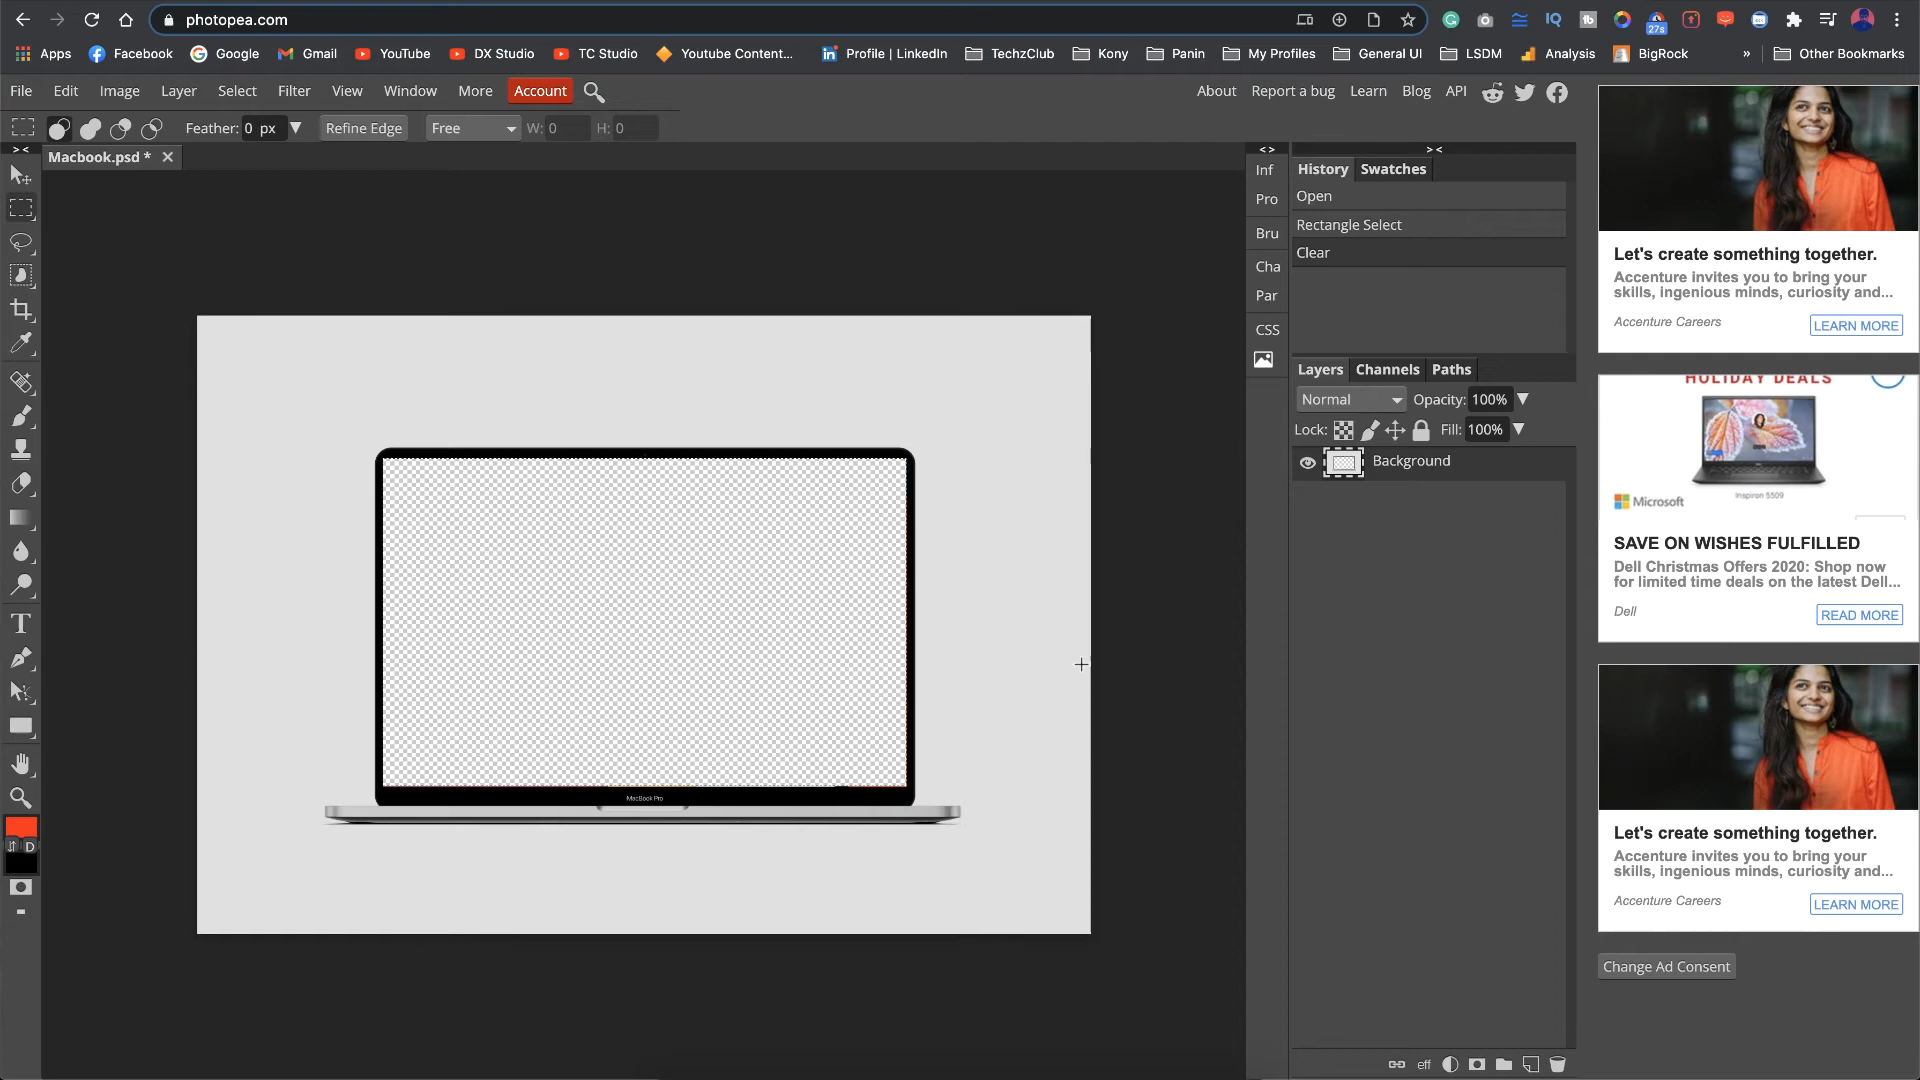 photopea.com
27s
Apps Facebook Google Gmail YouTube DX Studio TC Studio Youtube Content... Profile | LinkedIn TechzClub Kony Panin My Profiles General UI LSDM Analysis BigRock » Other Bookmarks
File Edit Image Layer Select Filter View Window More Account
About Report a bug Learn Blog API
Feather: 0 px Refine Edge Free W: 0 H: 0
Macbook.psd *
MacBook Pro
D
Inf
Pro
Bru
Cha
Par
CSS
History Swatches
Open
Rectangle Select
Clear
Layers Channels Paths
Normal Opacity: 100%
Lock: Fill: 100%
Background
eff
Let's create something together.
Accenture invites you to bring your
skills, ingenious minds, curiosity and...
Accenture Careers LEARN MORE
HOLIDAY DEALS
Inspiron 5509
Microsoft
SAVE ON WISHES FULFILLED
Dell Christmas Offers 2020: Shop now
for limited time deals on the latest Dell...
Dell READ MORE
Let's create something together.
Accenture invites you to bring your
skills, ingenious minds, curiosity and...
Accenture Careers LEARN MORE
Change Ad Consent